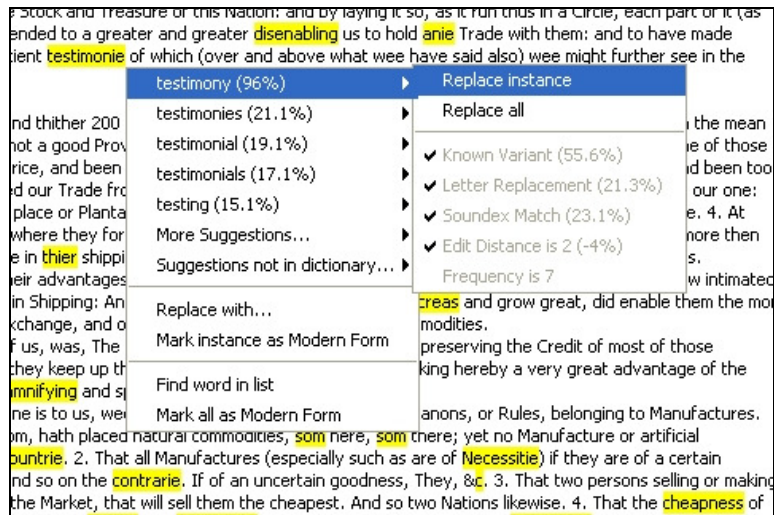 e Stock and Treasure of this Nation: and by laying it so, as it run thus in a Circle, each part of it (as
ended to a greater and greater disenabling us to hold anie Trade with them: and to have made
ient testimonie of which (over and above what wee have said also) wee might further see in the
testimony (96%)
testimonies (21.1%)
testimonial (19.1%)
testimonials (17.1%)
testing (15.1%)
More Suggestions...
Suggestions not in dictionary...
Replace with...
Mark instance as Modern Form
Find word in list
Mark all as Modern Form
Replace instance
Replace all
Known Variant (55.6%)
Letter Replacement (21.3%)
Soundex Match (23.1%)
Edit Distance is 2 (-4%)
Frequency is 7
nd thither 200 the mean
not a good Prov e of those
rice, and been d been too
d our Trade fro our one:
place or Planta e. 4. At
where they for more then
e in thier shippi s.
eir advantages w intimated
in Shipping: An creas and grow great, did enable them the mor
xchange, and o modities.
f us, was, The preserving the Credit of most of those
they keep up th king hereby a very great advantage of the
mnifying and sp
ne is to us, wee anons, or Rules, belonging to Manufactures.
om, hath placed natural commodities, som here, som there; yet no Manufacture or artificial
ountrie. 2. That all Manufactures (especially such as are of Necessitie) if they are of a certain
nd so on the contrarie. If of an uncertain goodness, They, &c. 3. That two persons selling or making
the Market, that will sell them the cheapest. And so two Nations likewise. 4. That the cheapness of